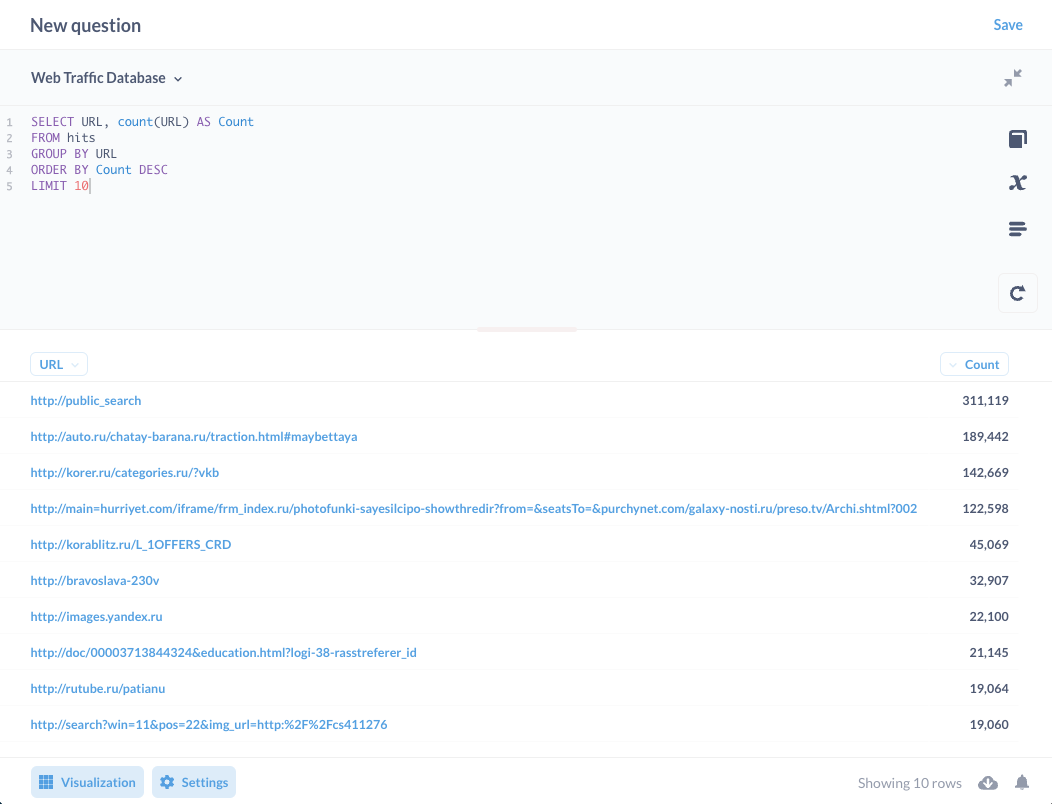 New question
Save
Web Traffic Database
1 SELECT URL, count(URL) AS Count
2 FROM hits
3 GROUP BY URL
4 ORDER BY Count DESC
5 LIMIT 10
x
URL Count
http://public_search 311,119
http://auto.ru/chatay-barana.ru/traction.html#maybettaya 189,442
http://korer.ru/categories.ru/?vkb 142,669
http://main=hurriyet.com/iframe/frm_index.ru/photofunki-sayesilcipo-showthredir?from=&seatsTo=&purchynet.com/galaxy-nosti.ru/preso.tv/Archi.shtml?002 122,598
http://korablitz.ru/L_1OFFERS_CRD 45,069
http://bravoslava-230v 32,907
http://images.yandex.ru 22,100
http://doc/00003713844324&education.html?logi-38-rasstreferer_id 21,145
http://rutube.ru/patianu 19,064
http://search?win=11&pos=22&img_url=http:%2F%2Fcs411276 19,060
Visualization Settings Showing 10 rows